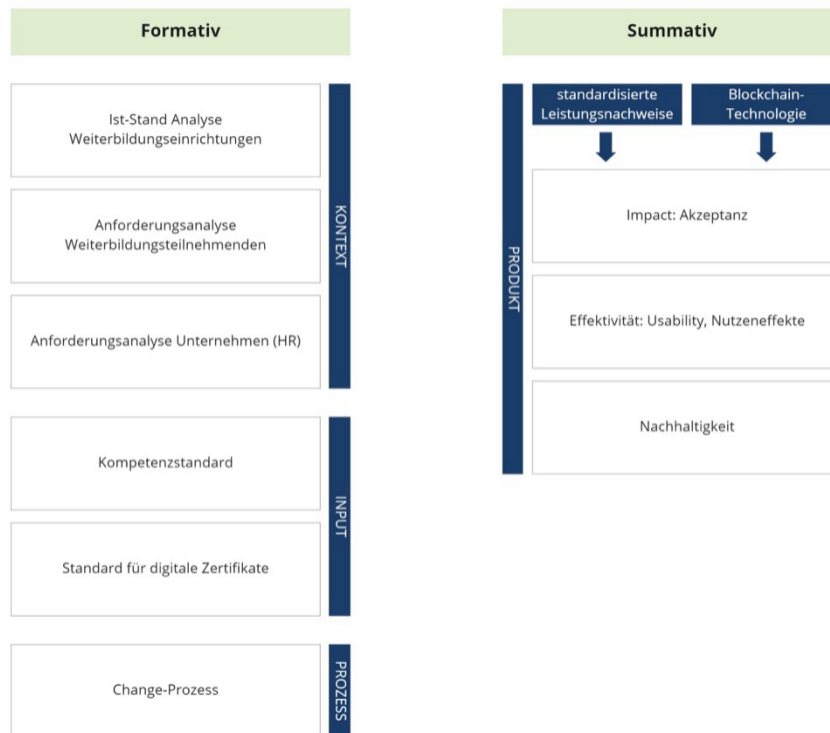 Formativ
Ist-Stand Analyse
Weiterbildungseinrichtungen
Anforderungsanalyse
Weiterbildungsteilnehmenden
Anforderungsanalyse Unternehmen (HR)
KONTEXT
Kompetenzstandard
Standard für digitale Zertifikate
INPUT
Change-Prozess
PROZESS
Summativ
standardisierte
Leistungsnachweise
Blockchain-
Technologie
PRODUKT
Impact: Akzeptanz
Effektivität: Usability, Nutzeneffekte
Nachhaltigkeit